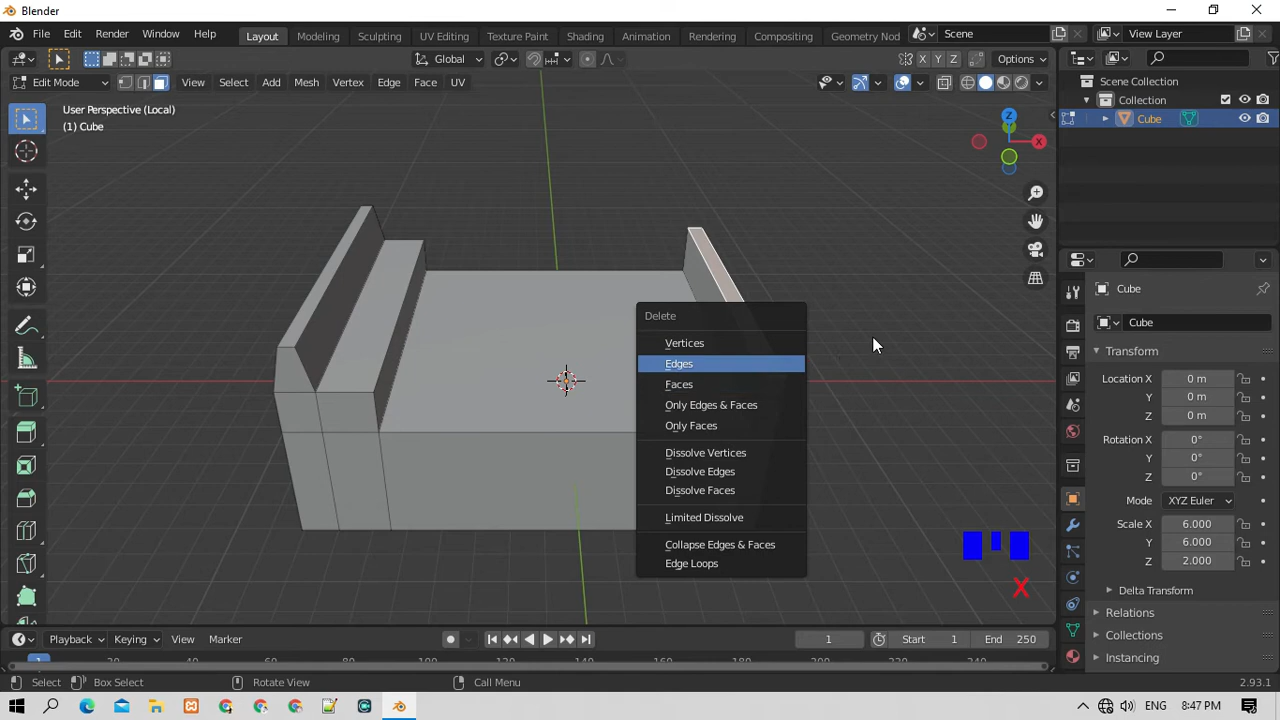 Blender
File Edit Render Window Help
Layout Modeling Sculpting UV Editing Texture Paint Shading Animation Rendering Compositing Geometry Nod
Scene
View Layer
Global
X Y Z
Options
Edit Mode
View Select Add Mesh Vertex Edge Face UV
User Perspective (Local)
(1) Cube
Z
X
Scene Collection
Collection
Cube
Delete
Vertices
Edges
Faces
Only Edges & Faces
Only Faces
Dissolve Vertices
Dissolve Edges
Dissolve Faces
Limited Dissolve
Collapse Edges & Faces
Edge Loops
X
Cube
Cube
Transform
Location X 0 m
Y 0 m
Z 0 m
Rotation X 0°
Y 0°
Z 0°
Mode XYZ Euler
Scale X 6.000
Y 6.000
Z 2.000
Delta Transform
Relations
Collections
Instancing
Playback Keying View Marker
1
Start 1
End 250
Select
Box Select
Rotate View
Call Menu
2.93.1
ENG 8:47 PM